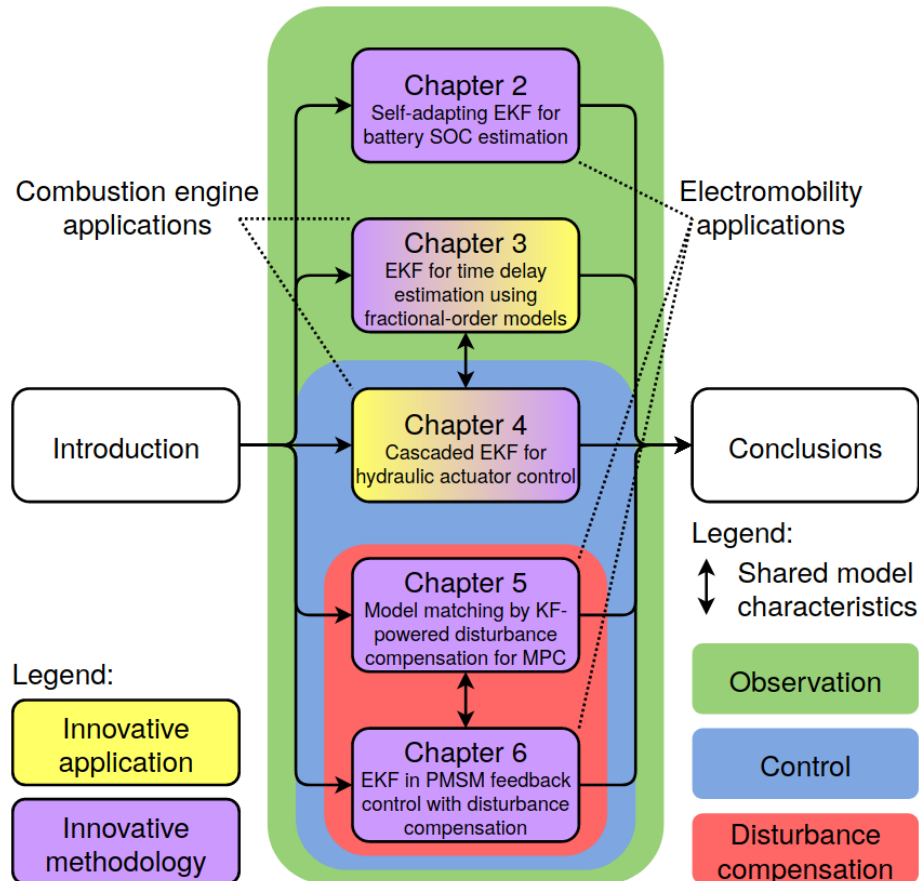 Chapter 2
Self-adapting EKF for
battery SOC estimation
Combustion engine
applications
Electromobility
applications
Chapter 3
EKF for time delay
estimation using
fractional-order models
Introduction
Chapter 4
Cascaded EKF for
hydraulic actuator control
Conclusions
Chapter 5
Model matching by KF-
powered disturbance
compensation for MPC
Chapter 6
EKF in PMSM feedback
control with disturbance
compensation
Legend:
Innovative
application
Innovative
methodology
Legend:
Shared model
characteristics
Observation
Control
Disturbance
compensation